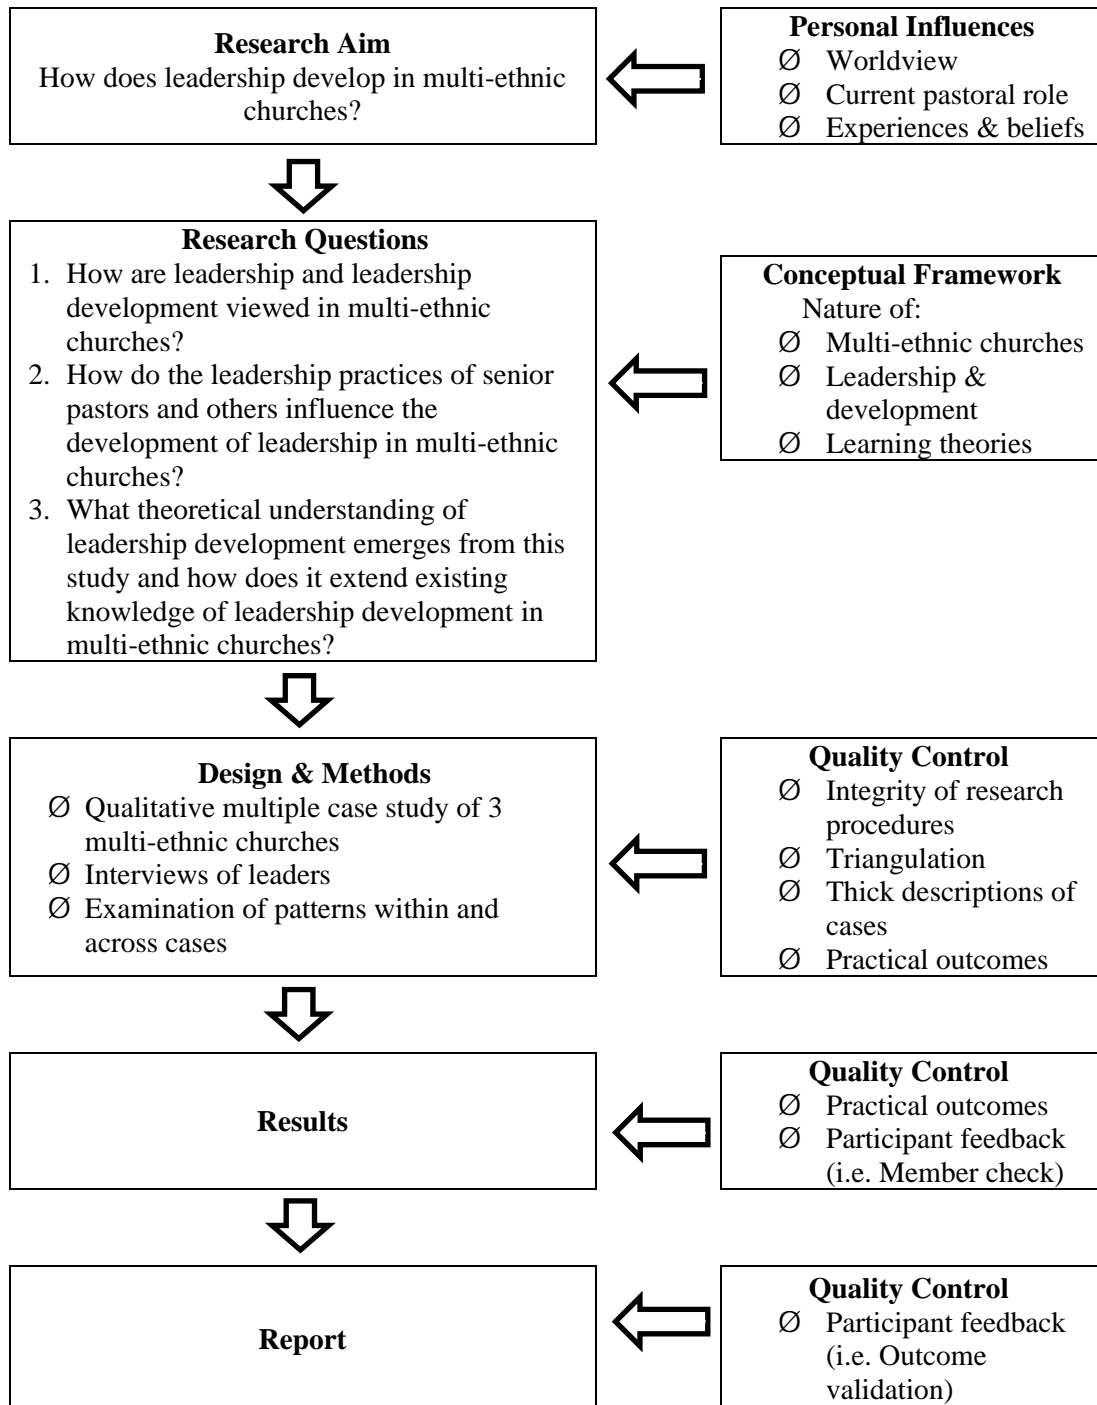 Research Aim
How does leadership develop in multi-ethnic
churches?
Personal Influences
Ø Worldview
Ø Current pastoral role
Ø Experiences & beliefs
Research Questions
1. How are leadership and leadership
development viewed in multi-ethnic
churches?
2. How do the leadership practices of senior
pastors and others influence the
development of leadership in multi-ethnic
churches?
3. What theoretical understanding of
leadership development emerges from this
study and how does it extend existing
knowledge of leadership development in
multi-ethnic churches?
Conceptual Framework
Nature of:
Ø Multi-ethnic churches
Ø Leadership &
development
Ø Learning theories
Design & Methods
Ø Qualitative multiple case study of 3
multi-ethnic churches
Ø Interviews of leaders
Ø Examination of patterns within and
across cases
Quality Control
Ø Integrity of research
procedures
Ø Triangulation
Ø Thick descriptions of
cases
Ø Practical outcomes
Results
Quality Control
Ø Practical outcomes
Ø Participant feedback
(i.e. Member check)
Report
Quality Control
Ø Participant feedback
(i.e. Outcome
validation)